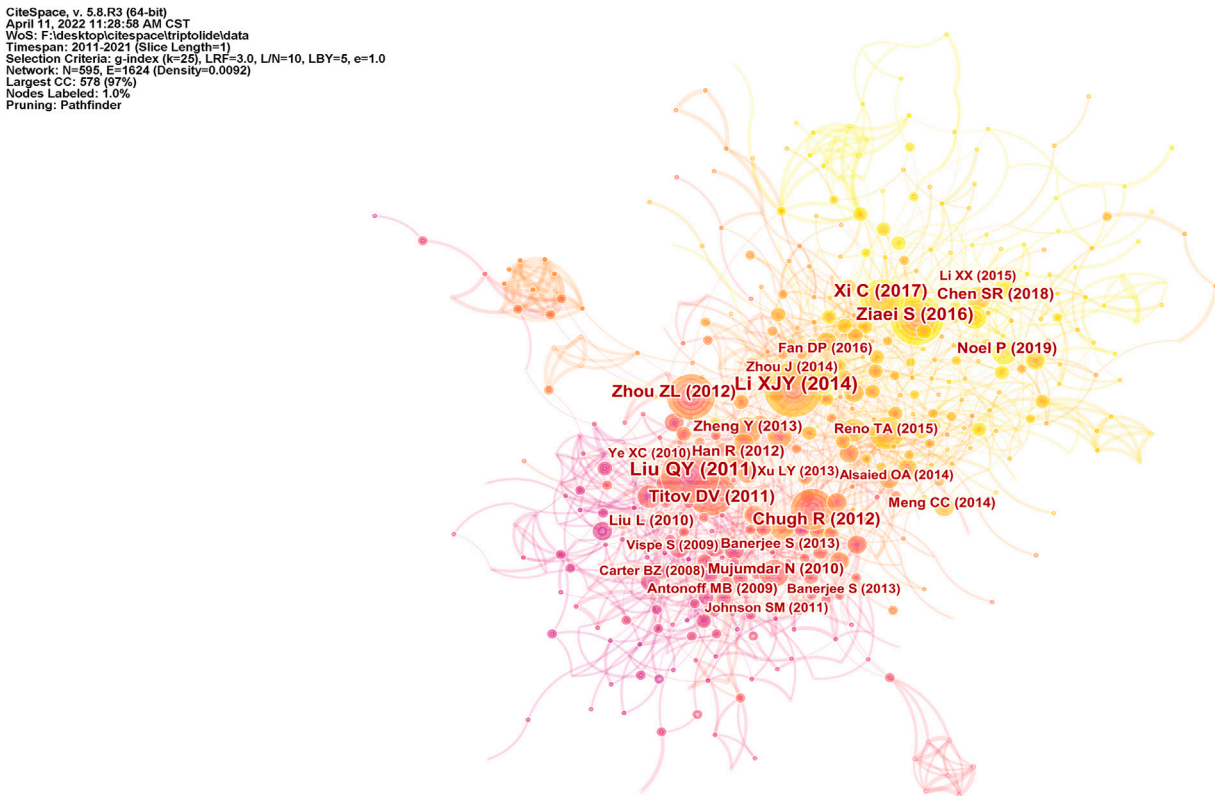 CiteSpace, v. 5.8.R3 (64-bit)
April 11, 2022 11:28:58 AM CST
WoS: F:\desktop\citespace\triptolide\data
Timespan: 2011-2021 (Slice Length=1)
Selection Criteria: g-index (k=25), LRF=3.0, L/N=10, LBY=5, e=1.0
Network: N=595, E=1624 (Density=0.0092)
Largest CC: 578 (97%)
Nodes Labeled: 1.0%
Pruning: Pathfinder
Li XX (2015)
Xi C (2017)
Chen SR (2018)
Ziaei S (2016)
Fan DP (2016)
Noel P (2019)
Zhou J (2014)
Li XJY (2014)
Zhou ZL (2012)
Zheng Y (2013)
Reno TA (2015)
Ye XC (2010)
Han R (2012)
Liu QY (2011)
Xu LY (2013)
Alsaied OA (2014)
Titov DV (2011)
Meng CC (2014)
Liu L (2010)
Chugh R (2012)
Vispe S (2009)
Banerjee S (2013)
Carter BZ (2008)
Mujumdar N (2010)
Antonoff MB (2009)
Banerjee S (2013)
Johnson SM (2011)